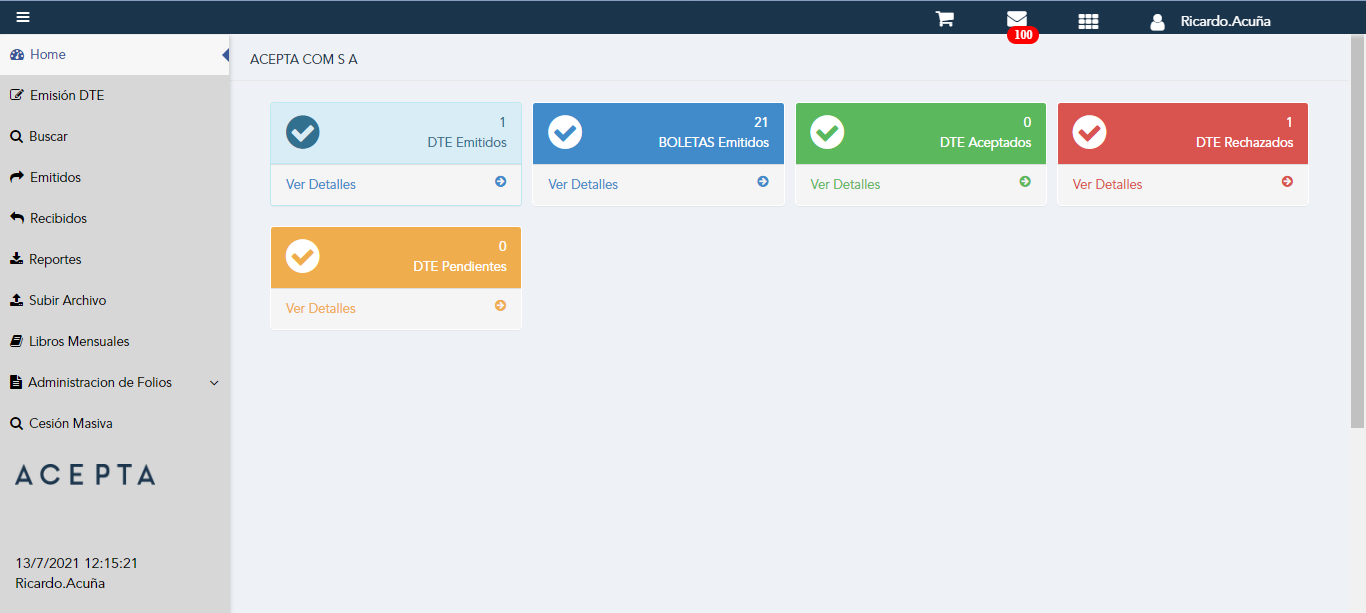 Ricardo.Acuña
100
Home
ACEPTA COM S A
Emisión DTE
Buscar
Emitidos
Recibidos
Reportes
Subir Archivo
Libros Mensuales
Administracion de Folios
Cesión Masiva
ACEPTA
13/7/2021 12:15:21
Ricardo.Acuña
1
DTE Emitidos
Ver Detalles
21
BOLETAS Emitidos
Ver Detalles
0
DTE Aceptados
Ver Detalles
1
DTE Rechazados
Ver Detalles
0
DTE Pendientes
Ver Detalles